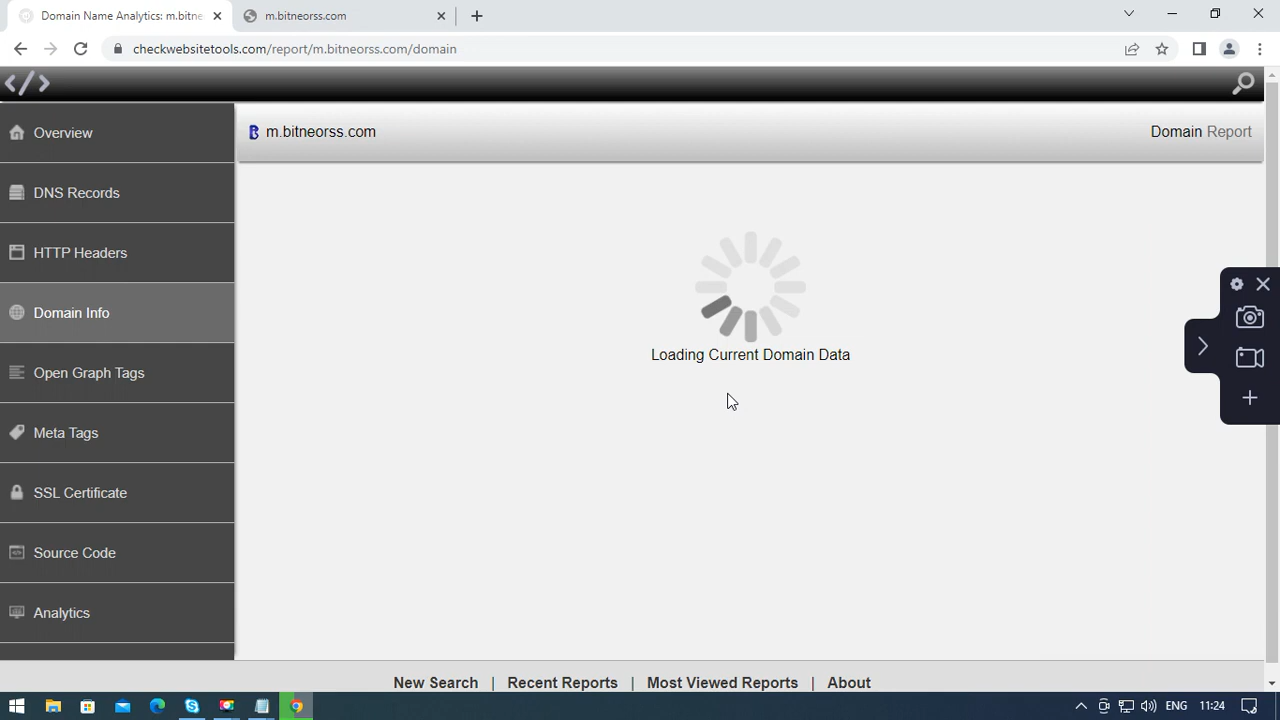 Domain Name Analytics: m.bitne
m.bitneorss.com
checkwebsitetools.com/report/m.bitneorss.com/domain
</>
Overview
DNS Records
HTTP Headers
Domain Info
Open Graph Tags
Meta Tags
SSL Certificate
Source Code
Analytics
m.bitneorss.com
Domain Report
Loading Current Domain Data
New Search | Recent Reports | Most Viewed Reports | About
ENG 11:24